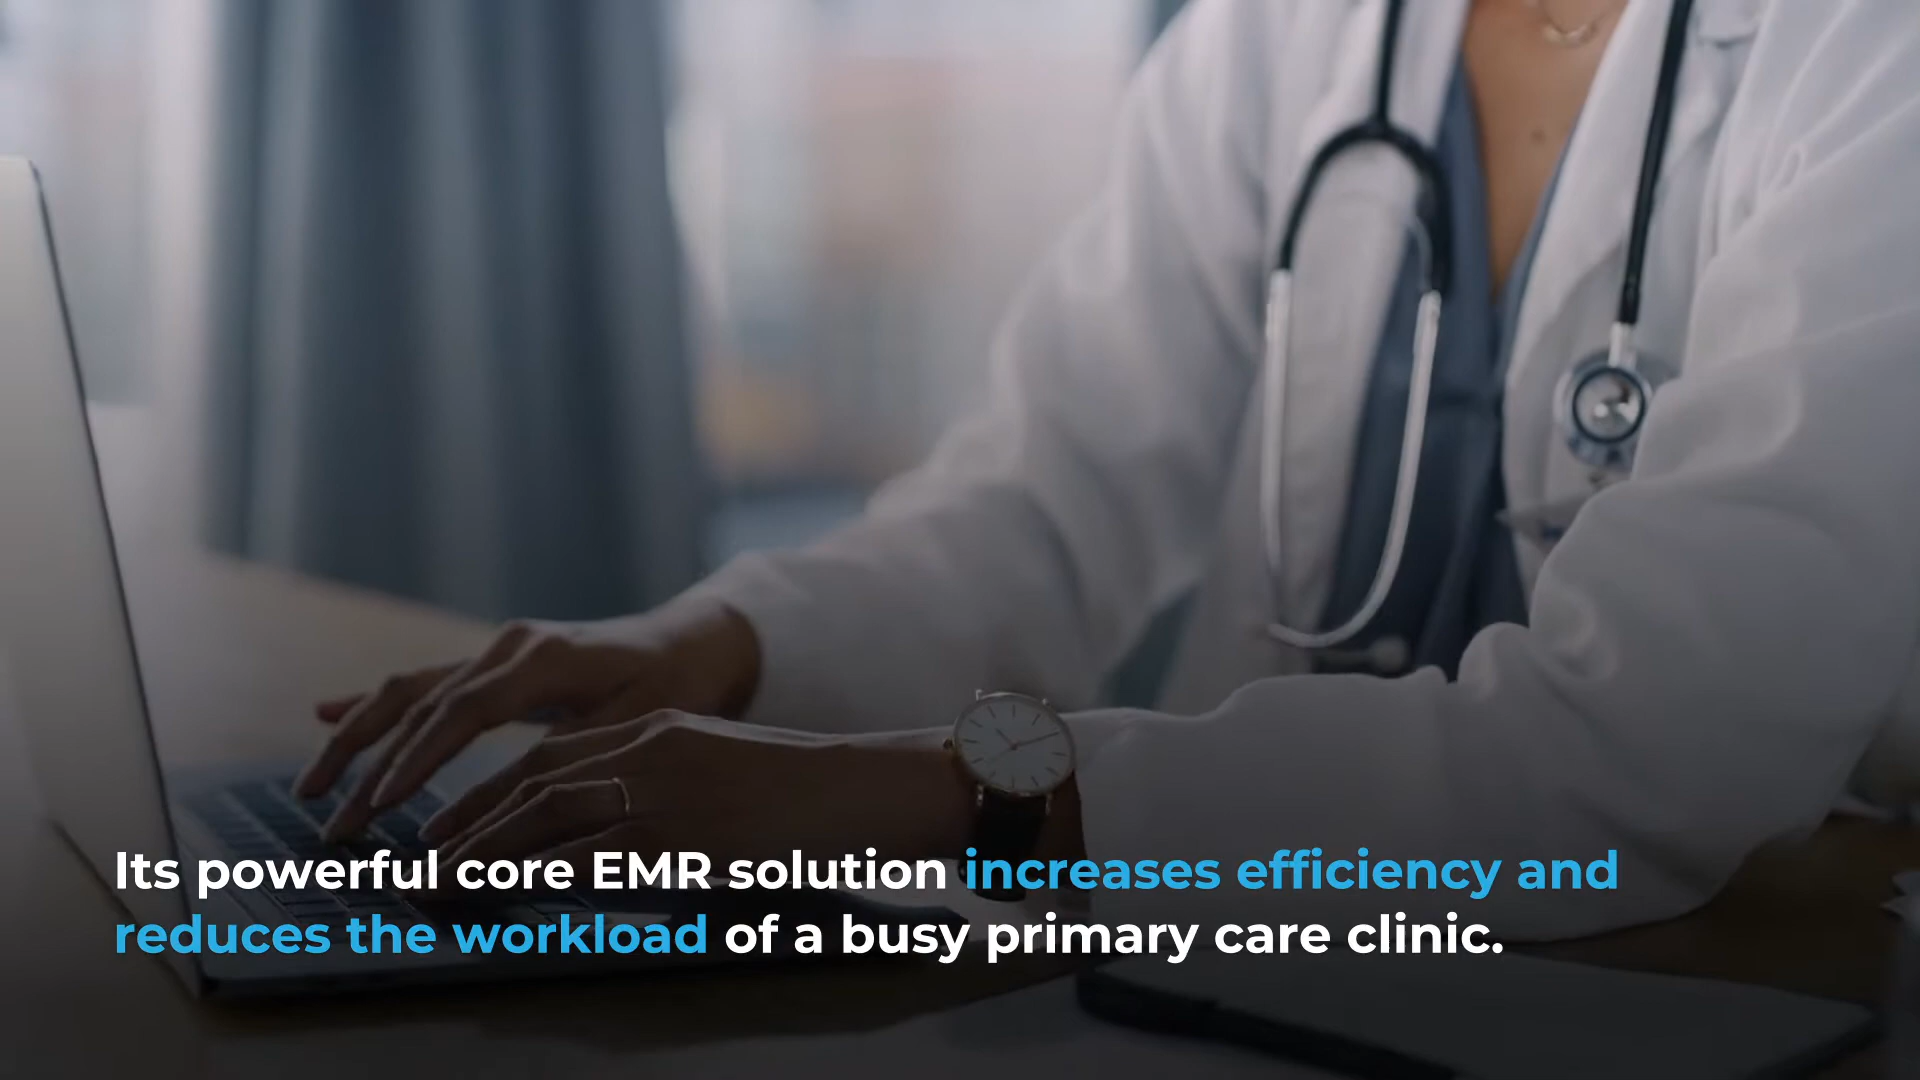 Its powerful core EMR solution increases efficiency and
reduces the workload of a busy primary care clinic.